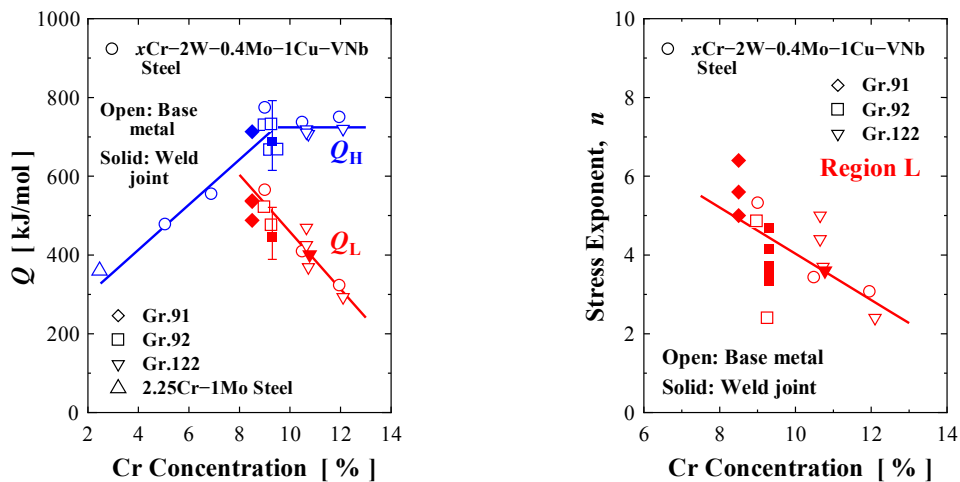 1000
800
600
400
200
0
2 4 6 8 10 12 14
Q [ kJ/mol ]
Cr Concentration [ % ]
xCr−2W−0.4Mo−1Cu−VNb
Steel
Open: Base
metal
Solid: Weld
joint
QH
QL
Gr.91
Gr.92
Gr.122
2.25Cr−1Mo Steel
10
8
6
4
2
0
6 8 10 12 14
Stress Exponent, n
Cr Concentration [ % ]
xCr−2W−0.4Mo−1Cu−VNb
Steel
Gr.91
Gr.92
Gr.122
Region L
Open: Base metal
Solid: Weld joint